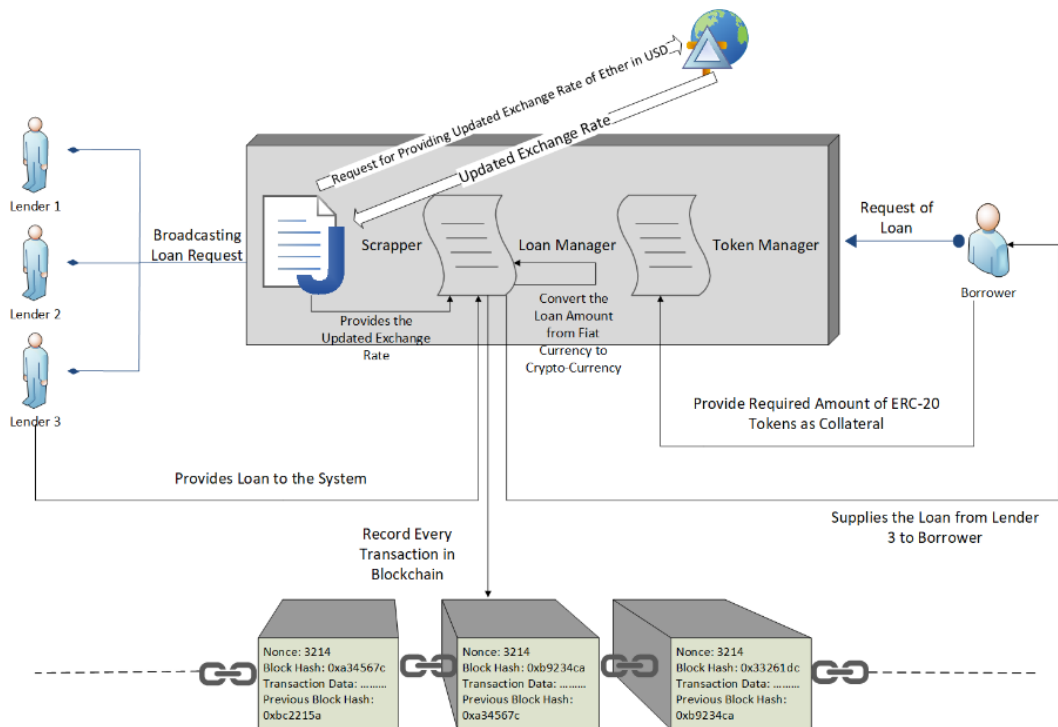 Request for Providing Updated Exchange Rate of Ether in USD
Updated Exchange Rate
Lender 1
Lender 2
Lender 3
Broadcasting
Loan Request
Scrapper
Loan Manager
Token Manager
Request of
Loan
Borrower
Provides the
Updated Exchange
Rate
Convert the
Loan Amount
from Fiat
Currency to
Crypto-Currency
Provide Required Amount of ERC-20
Tokens as Collateral
Provides Loan to the System
Supplies the Loan from Lender
3 to Borrower
Record Every
Transaction in
Blockchain
Nonce: 3214
Block Hash: 0xa34567c
Transaction Data: .........
Previous Block Hash:
0xbc2215a
Nonce: 3214
Block Hash: 0xb9234ca
Transaction Data: .........
Previous Block Hash:
0xa34567c
Nonce: 3214
Block Hash: 0x33261dc
Transaction Data: .........
Previous Block Hash:
0xb9234ca